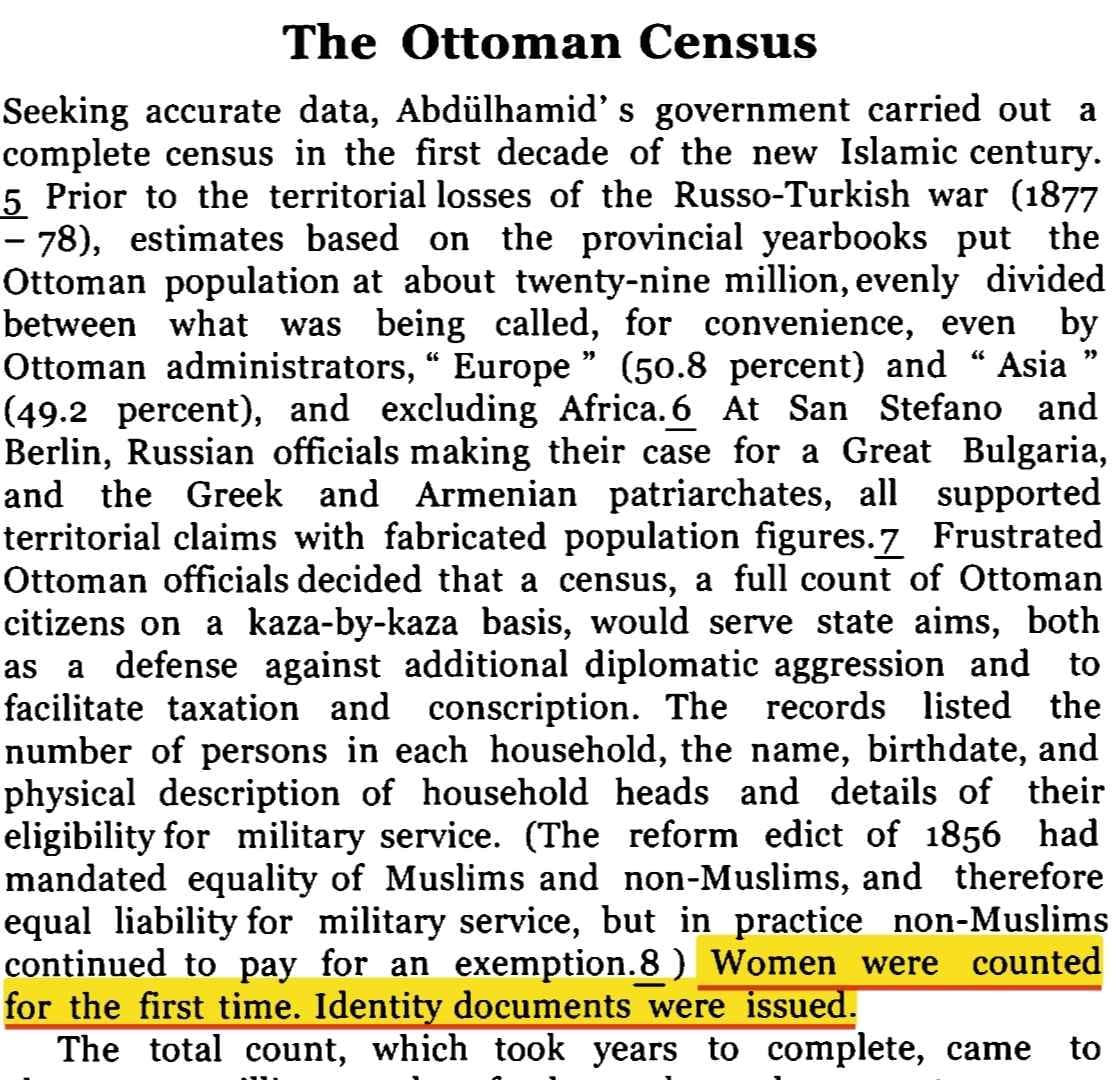 The Ottoman Census
Seeking accurate data, Abdülhamid’ s government carried out a
complete census in the first decade of the new Islamic century.
5 Prior to the territorial losses of the Russo-Turkish war (1877
– 78), estimates based on the provincial yearbooks put the
Ottoman population at about twenty-nine million, evenly divided
between what was being called, for convenience, even by
Ottoman administrators, “ Europe ” (50.8 percent) and “ Asia ”
(49.2 percent), and excluding Africa.6 At San Stefano and
Berlin, Russian officials making their case for a Great Bulgaria,
and the Greek and Armenian patriarchates, all supported
territorial claims with fabricated population figures.7 Frustrated
Ottoman officials decided that a census, a full count of Ottoman
citizens on a kaza-by-kaza basis, would serve state aims, both
as a defense against additional diplomatic aggression and to
facilitate taxation and conscription. The records listed the
number of persons in each household, the name, birthdate, and
physical description of household heads and details of their
eligibility for military service. (The reform edict of 1856 had
mandated equality of Muslims and non-Muslims, and therefore
equal liability for military service, but in practice non-Muslims
continued to pay for an exemption.8 ) Women were counted
for the first time. Identity documents were issued.
The total count, which took years to complete, came to